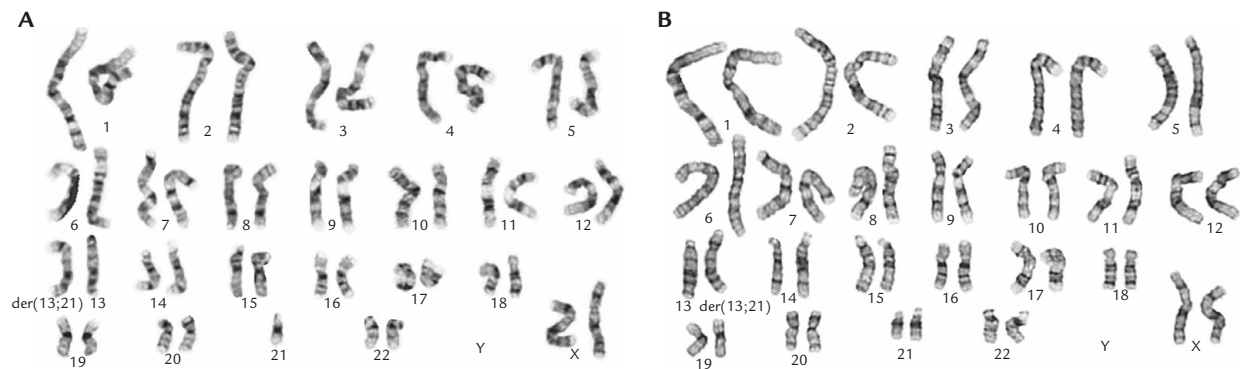 A
1 2 3 4 5
6 7 8 9 10 11 12
der(13;21) 13 14 15 16 17 18
19 20 21 22 Y X
B
1 2 3 4 5
6 7 8 9 10 11 12
13 der(13;21) 14 15 16 17 18
19 20 21 22 Y X